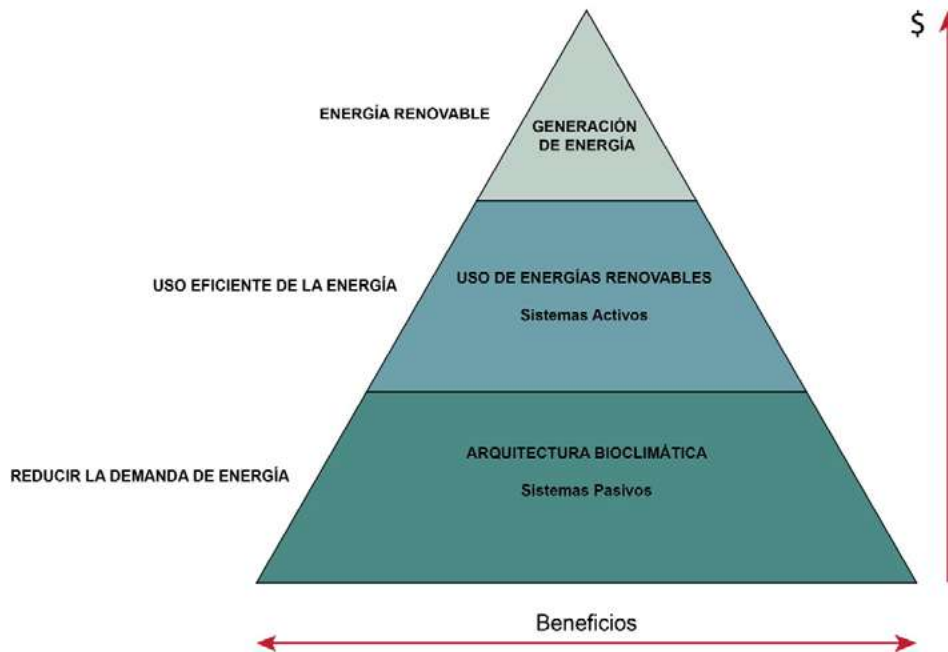 $
ENERGÍA RENOVABLE
GENERACIÓN
DE ENERGÍA
USO EFICIENTE DE LA ENERGÍA
USO DE ENERGÍAS RENOVABLES
Sistemas Activos
REDUCIR LA DEMANDA DE ENERGÍA
ARQUITECTURA BIOCLIMÁTICA
Sistemas Pasivos
Beneficios